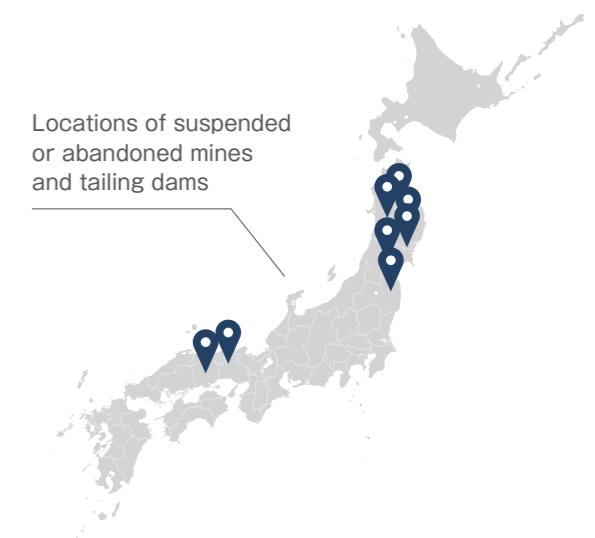 Locations of suspended
or abandoned mines
and tailing dams